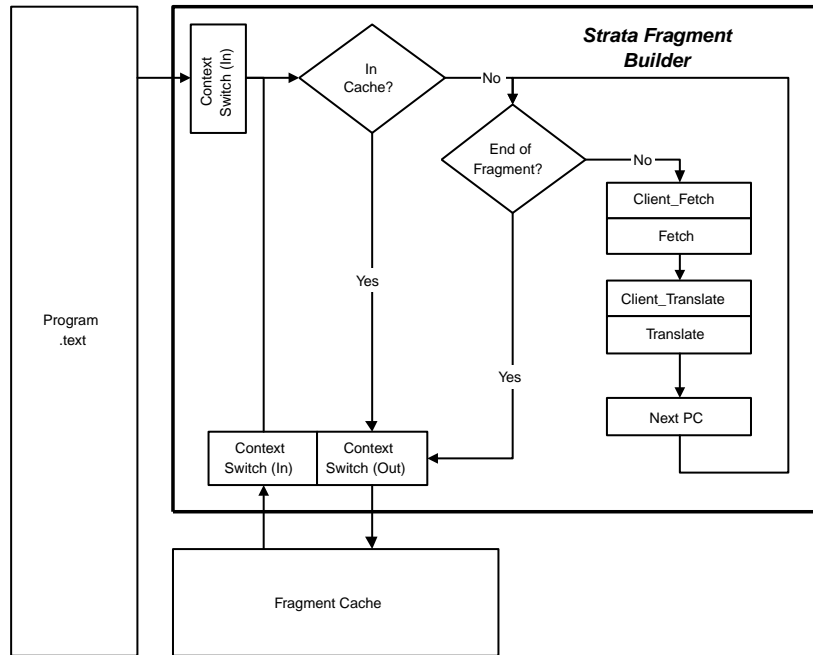 Strata Fragment
Builder
Context
Switch (In)
In
Cache?
No
End of
Fragment?
No
Client_Fetch
Fetch
Yes
Client_Translate
Translate
Program
.text
Yes
Next PC
Context
Switch (In)
Context
Switch (Out)
Fragment Cache